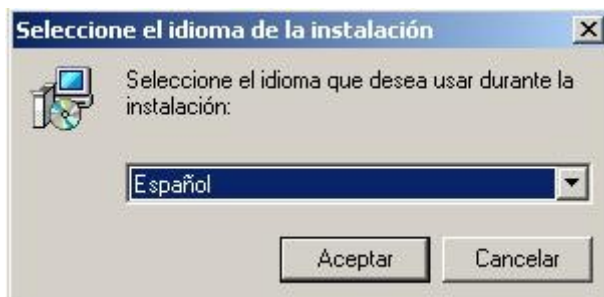 Seleccione el idioma de la instalación
Seleccione el idioma que desea usar durante la
instalación:
Español
Aceptar Cancelar